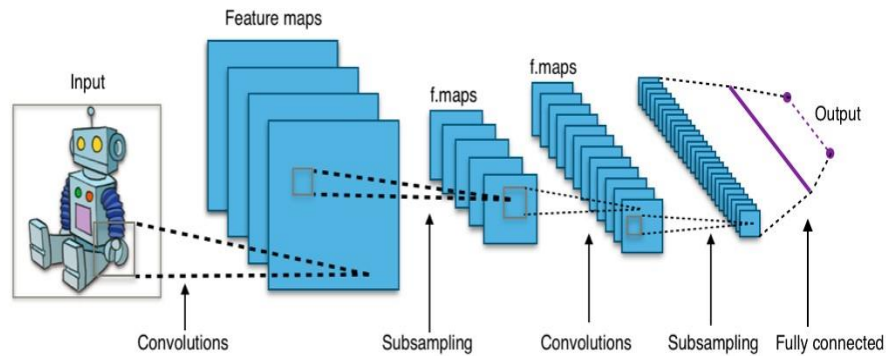 Feature maps
Input
f.maps
f.maps
Output
Convolutions
Subsampling
Convolutions
Subsampling
Fully connected